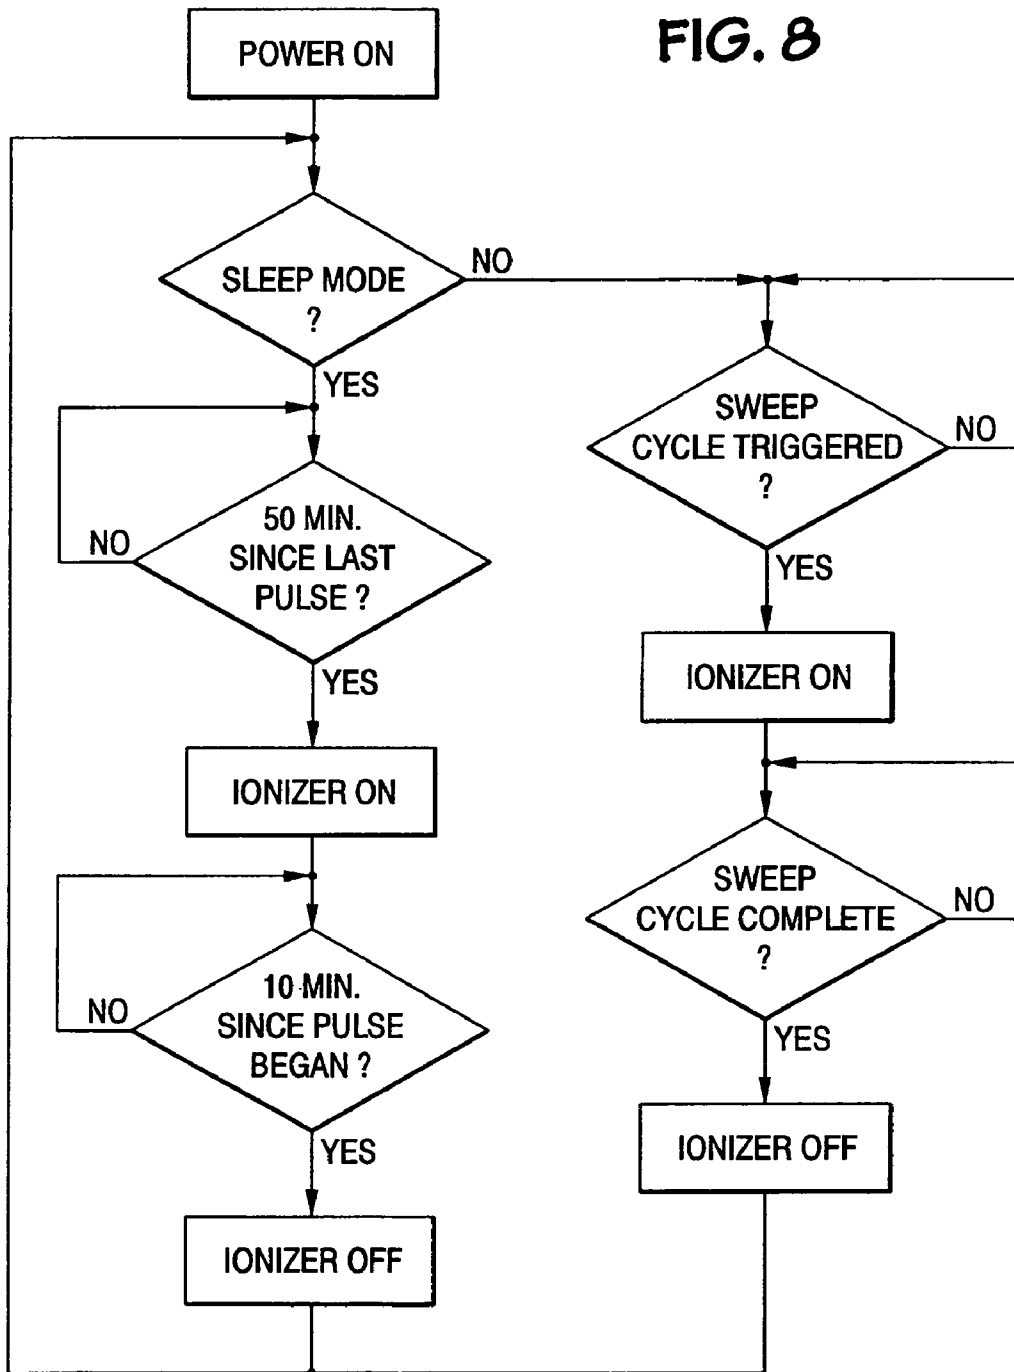 FIG. 8
POWER ON
SLEEP MODE
?
NO
YES
50 MIN.
SINCE LAST
PULSE ?
NO
YES
IONIZER ON
10 MIN.
SINCE PULSE
BEGAN ?
NO
YES
IONIZER OFF
SWEEP
CYCLE TRIGGERED
?
NO
YES
IONIZER ON
SWEEP
CYCLE COMPLETE
?
NO
YES
IONIZER OFF